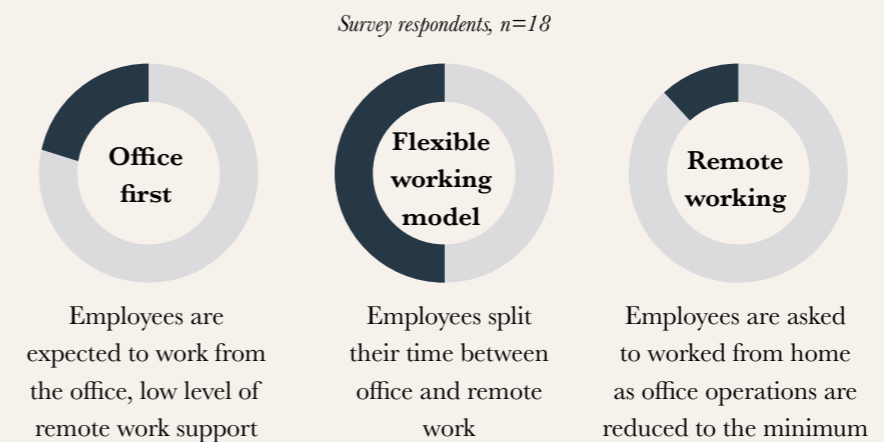 Survey respondents, n=18
Office
first
Flexible
working
model
Remote
working
Employees are
expected to work from
the office, low level of
remote work support
Employees split
their time between
office and remote
work
Employees are asked
to worked from home
as office operations are
reduced to the minimum